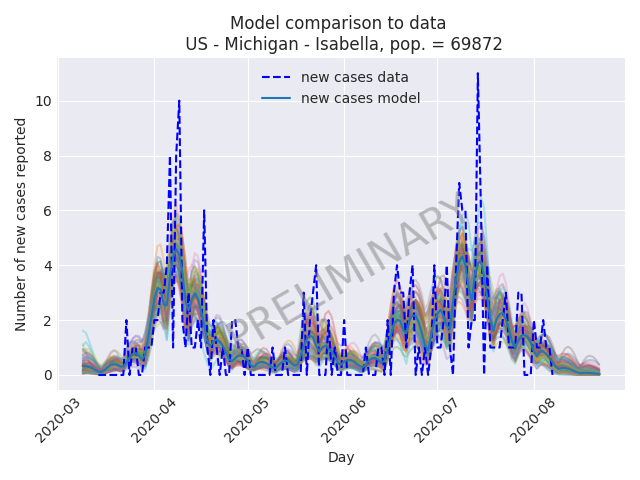 Model comparison to data
US - Michigan - Isabella, pop. = 69872
new cases data
new cases model
PRELIMINARY
Number of new cases reported
10
8
6
4
2
0
2020-03
2020-04
2020-05
2020-06
2020-07
2020-08
Day